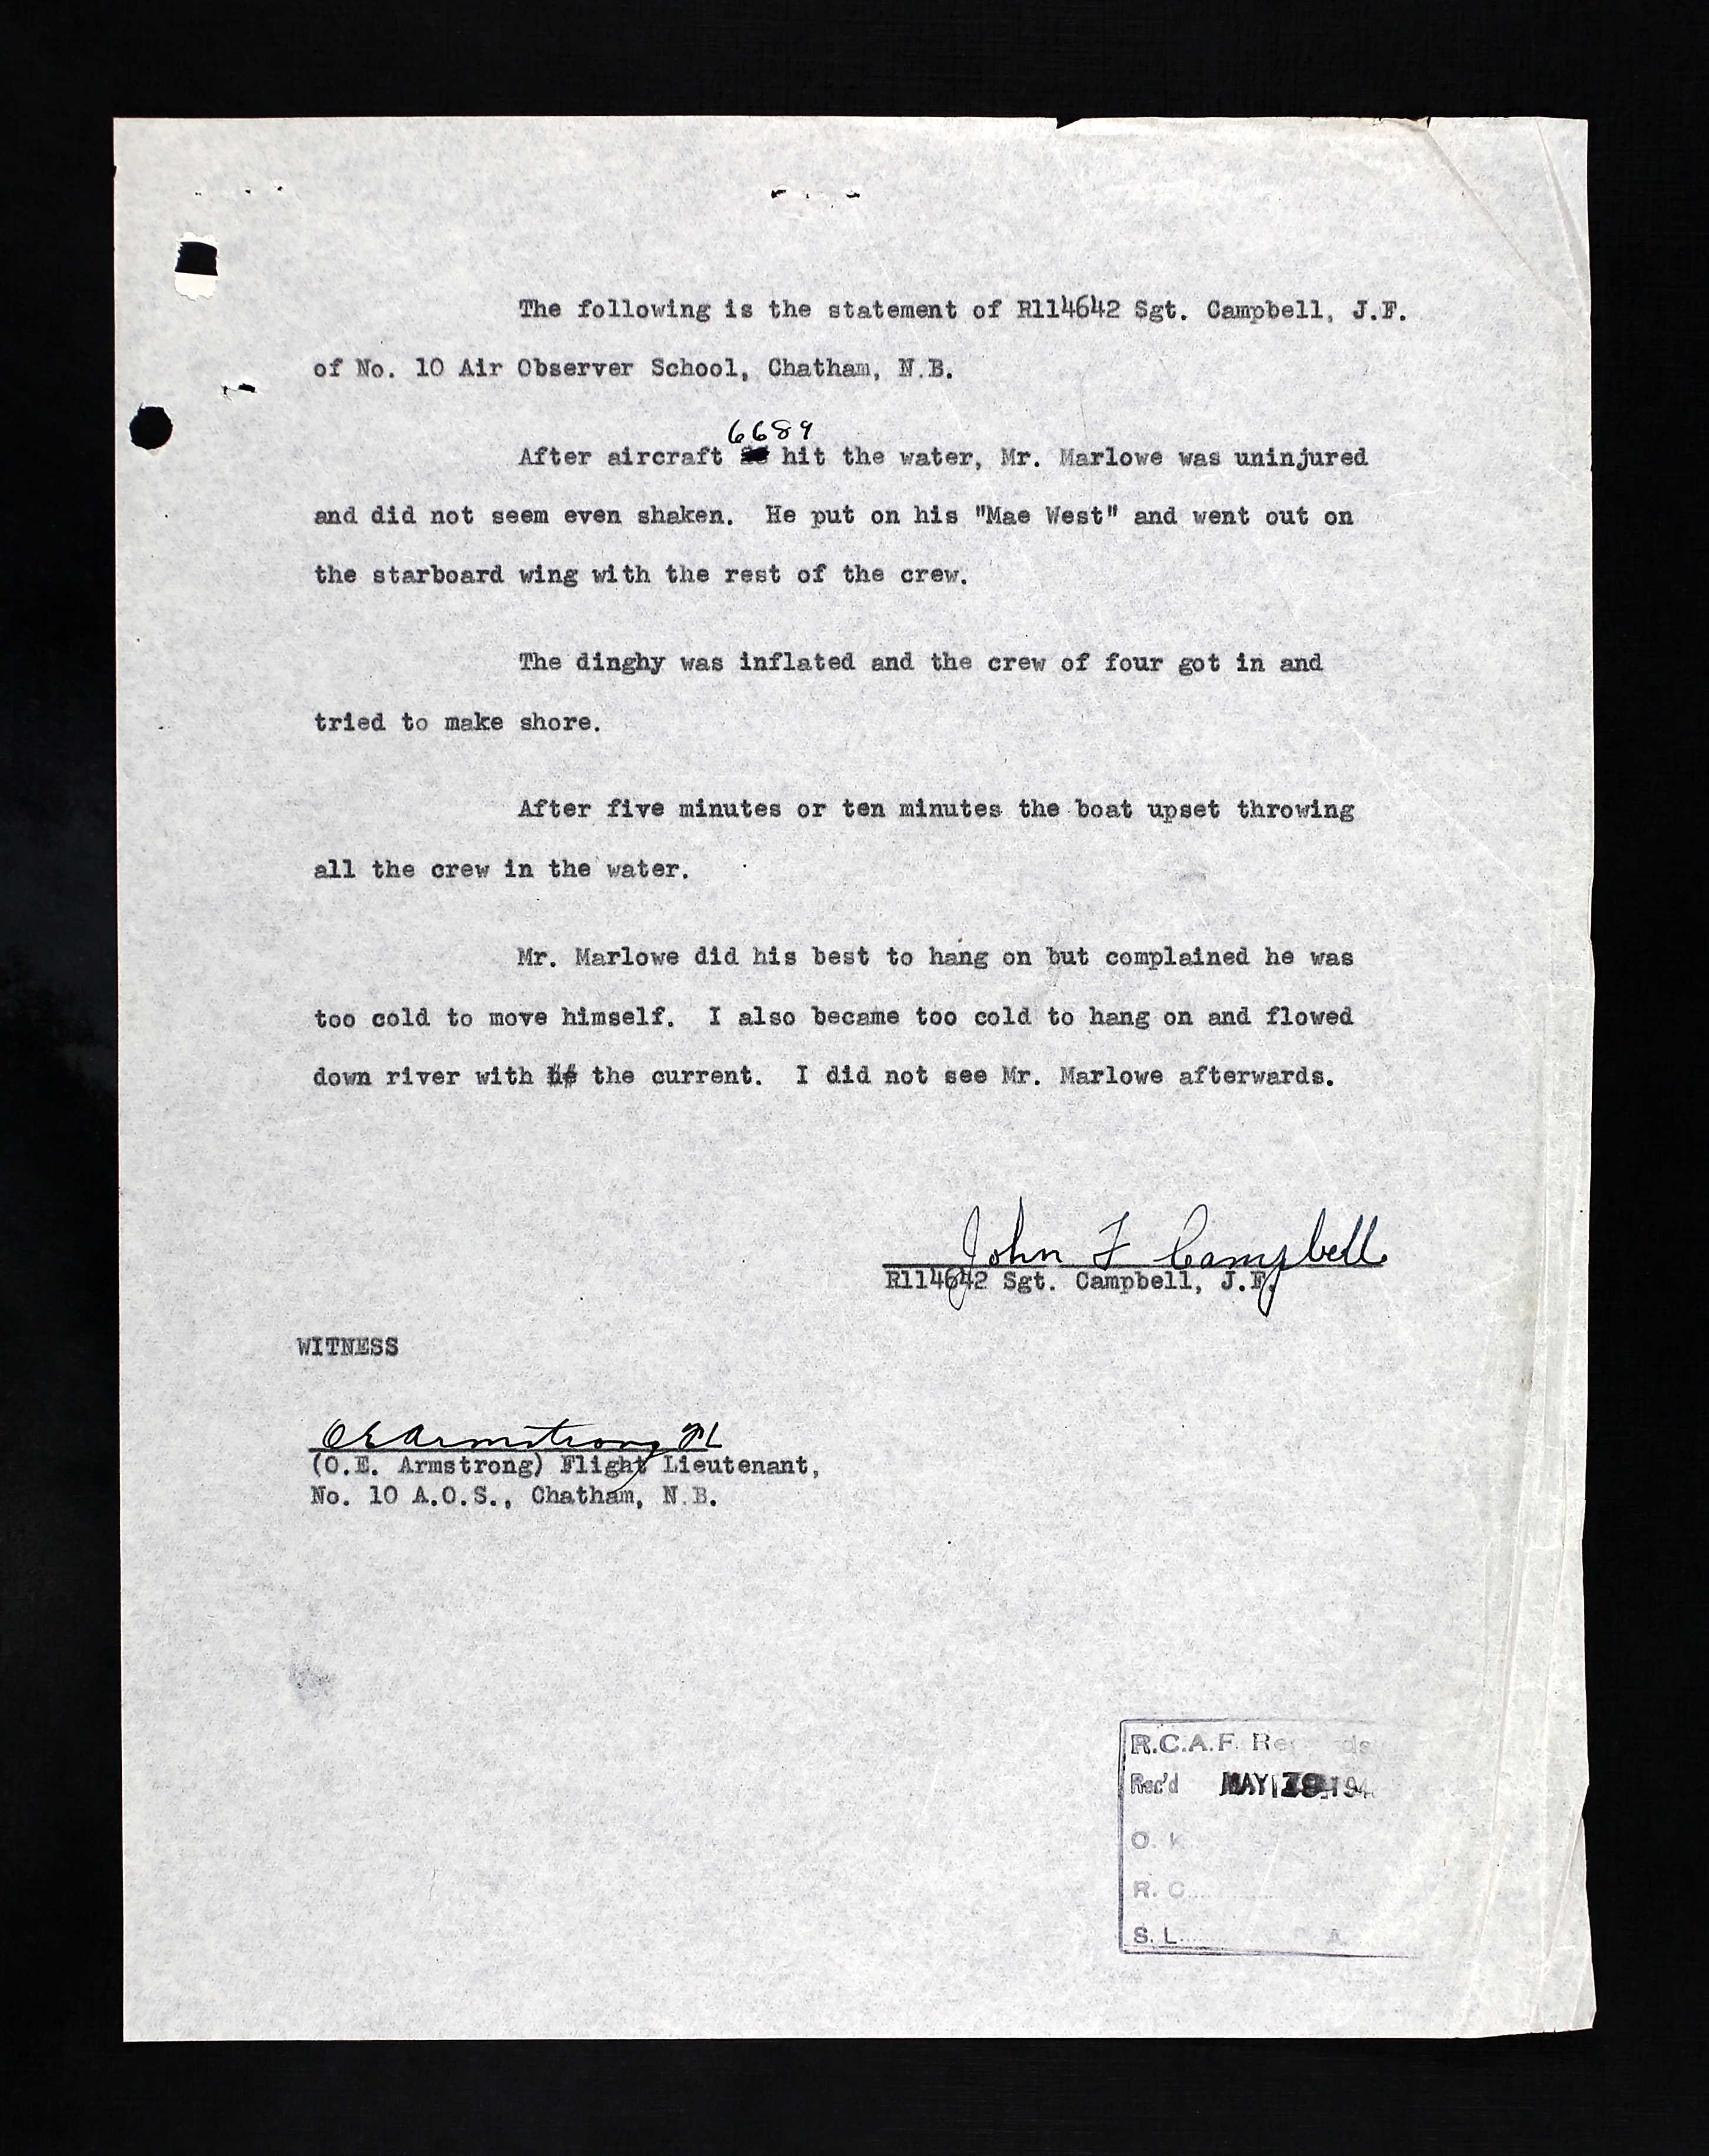 The following is the statement of R114642 Sgt. Campbell, J.F.
of No. 10 Air Observer School, Chatham, N.B.
6689
After aircraft hit the water, Mr. Marlowe was uninjured
and did not seem even shaken. He put on his "Mae West" and went out on
the starboard wing with the rest of the crew.
The dinghy was inflated and the crew of four got in and
tried to make shore.
After five minutes or ten minutes the boat upset throwing
all the crew in the water.
Mr. Marlowe did his best to hang on but complained he was
too cold to move himself. I also became too cold to hang on and flowed
down river with the current. I did not see Mr. Marlowe afterwards.
John F Campbell
R114642 Sgt. Campbell, J.F.
WITNESS
O E Armstrong F/L
(O.E. Armstrong) Flight Lieutenant,
No. 10 A.O.S., Chatham, N.B.
R.C.A.F.
Rec'd MAY
O. K.
R. C.
S. L.